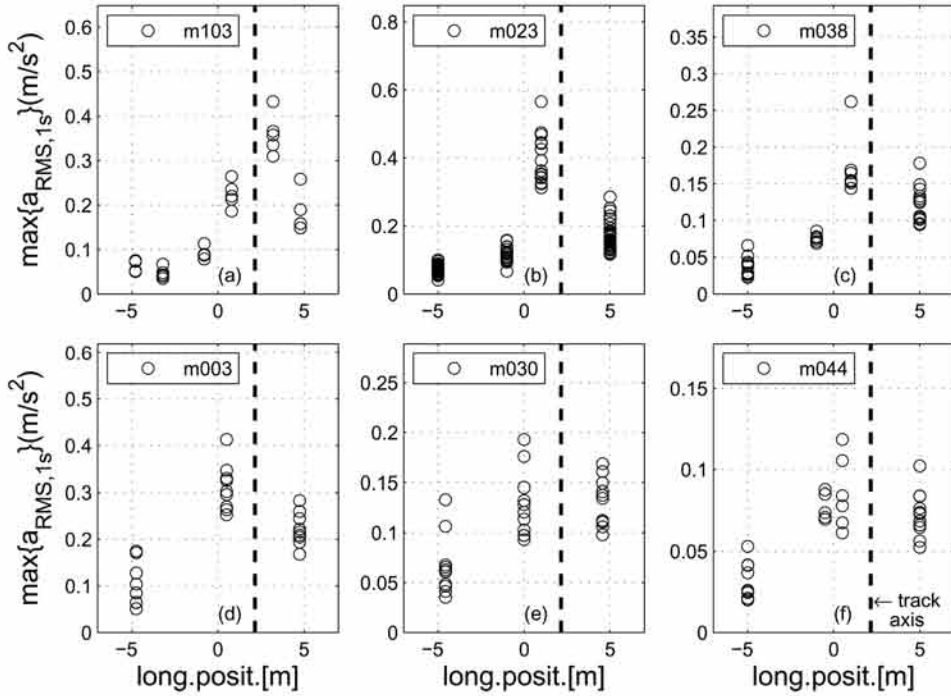 max{a_RMS,1s}(m/s²)
0.6
0.5
0.4
0.3
0.2
0.1
0
m103
(a)
−5 0 5
0.8
0.6
0.4
0.2
0
m023
(b)
−5 0 5
0.35
0.3
0.25
0.2
0.15
0.1
0.05
0
m038
(c)
−5 0 5
max{a_RMS,1s}(m/s²)
0.6
0.5
0.4
0.3
0.2
0.1
0
m003
(d)
−5 0 5
long.posit.[m]
0.25
0.2
0.15
0.1
0.05
0
m030
(e)
−5 0 5
long.posit.[m]
0.15
0.1
0.05
0
m044
← track
axis
(f)
−5 0 5
long.posit.[m]